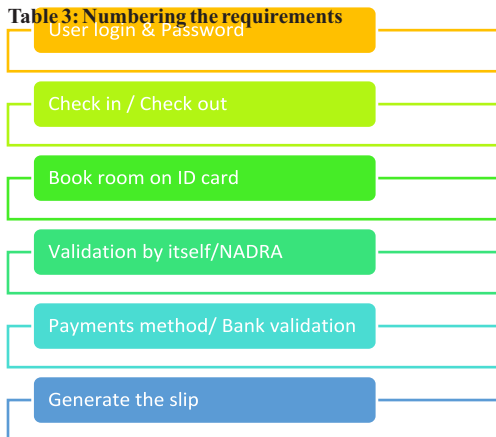 Table 3: Numbering the requirements
User login & Password
Check in / Check out
Book room on ID card
Validation by itself/NADRA
Payments method/ Bank validation
Generate the slip